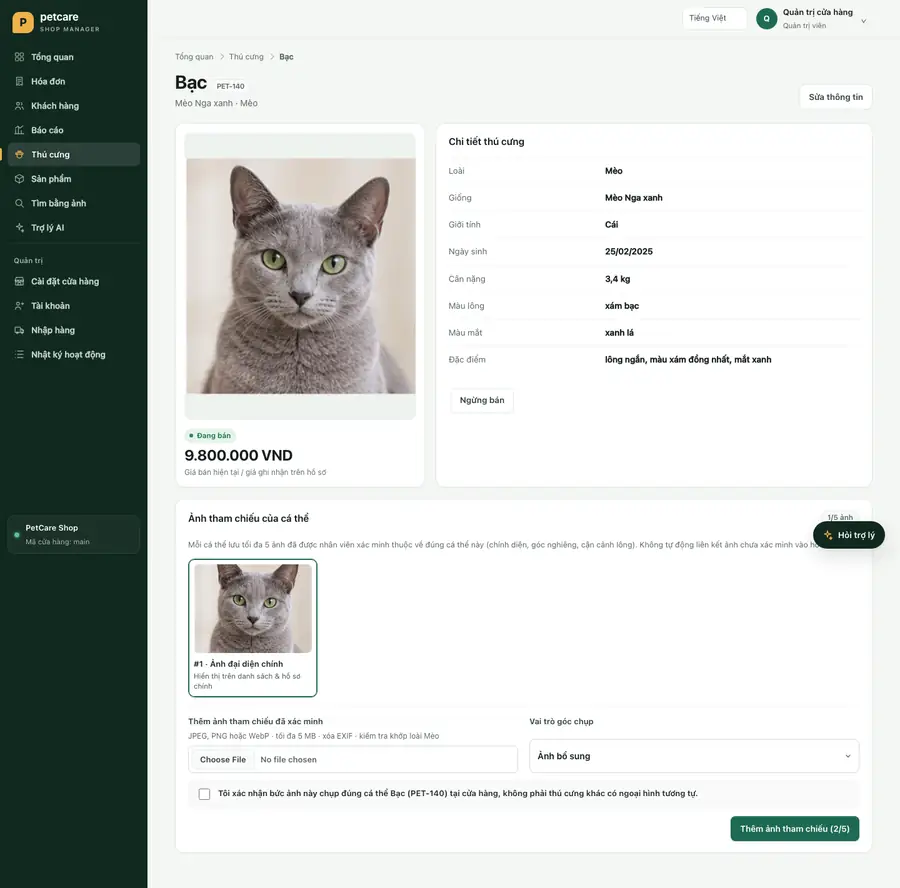 P
petcare
SHOP MANAGER
Tổng quan
Hóa đơn
Khách hàng
Báo cáo
Thú cưng
Sản phẩm
Tìm bằng ảnh
Trợ lý AI
Quản trị
Cài đặt cửa hàng
Tài khoản
Nhập hàng
Nhật ký hoạt động
PetCare Shop
Mã cửa hàng: main
Tiếng Việt
Q
Quản trị cửa hàng
Quản trị viên
Tổng quan > Thú cưng > Bạc
Bạc PET-140
Mèo Nga xanh · Mèo
Sửa thông tin
Đang bán
9.800.000 VND
Giá bán hiện tại / giá ghi nhận trên hồ sơ
Chi tiết thú cưng
Loài Mèo
Giống Mèo Nga xanh
Giới tính Cái
Ngày sinh 25/02/2025
Cân nặng 3,4 kg
Màu lông xám bạc
Màu mắt xanh lá
Đặc điểm lông ngắn, màu xám đồng nhất, mắt xanh
Ngừng bán
Ảnh tham chiếu của cá thể
1/5 ảnh
Mỗi cá thể lưu tối đa 5 ảnh đã được nhân viên xác minh thuộc về đúng cá thể này (chính diện, góc nghiêng, cận cảnh lông). Không tự động liên kết ảnh chưa xác minh vào
Hỏi trợ lý
#1 · Ảnh đại diện chính
Hiển thị trên danh sách & hồ sơ
chính
Thêm ảnh tham chiếu đã xác minh
JPEG, PNG hoặc WebP · tối đa 5 MB · xóa EXIF · kiểm tra khớp loài Mèo
Choose File No file chosen
Vai trò góc chụp
Ảnh bổ sung
Tôi xác nhận bức ảnh này chụp đúng cá thể Bạc (PET-140) tại cửa hàng, không phải thú cưng khác có ngoại hình tương tự.
Thêm ảnh tham chiếu (2/5)